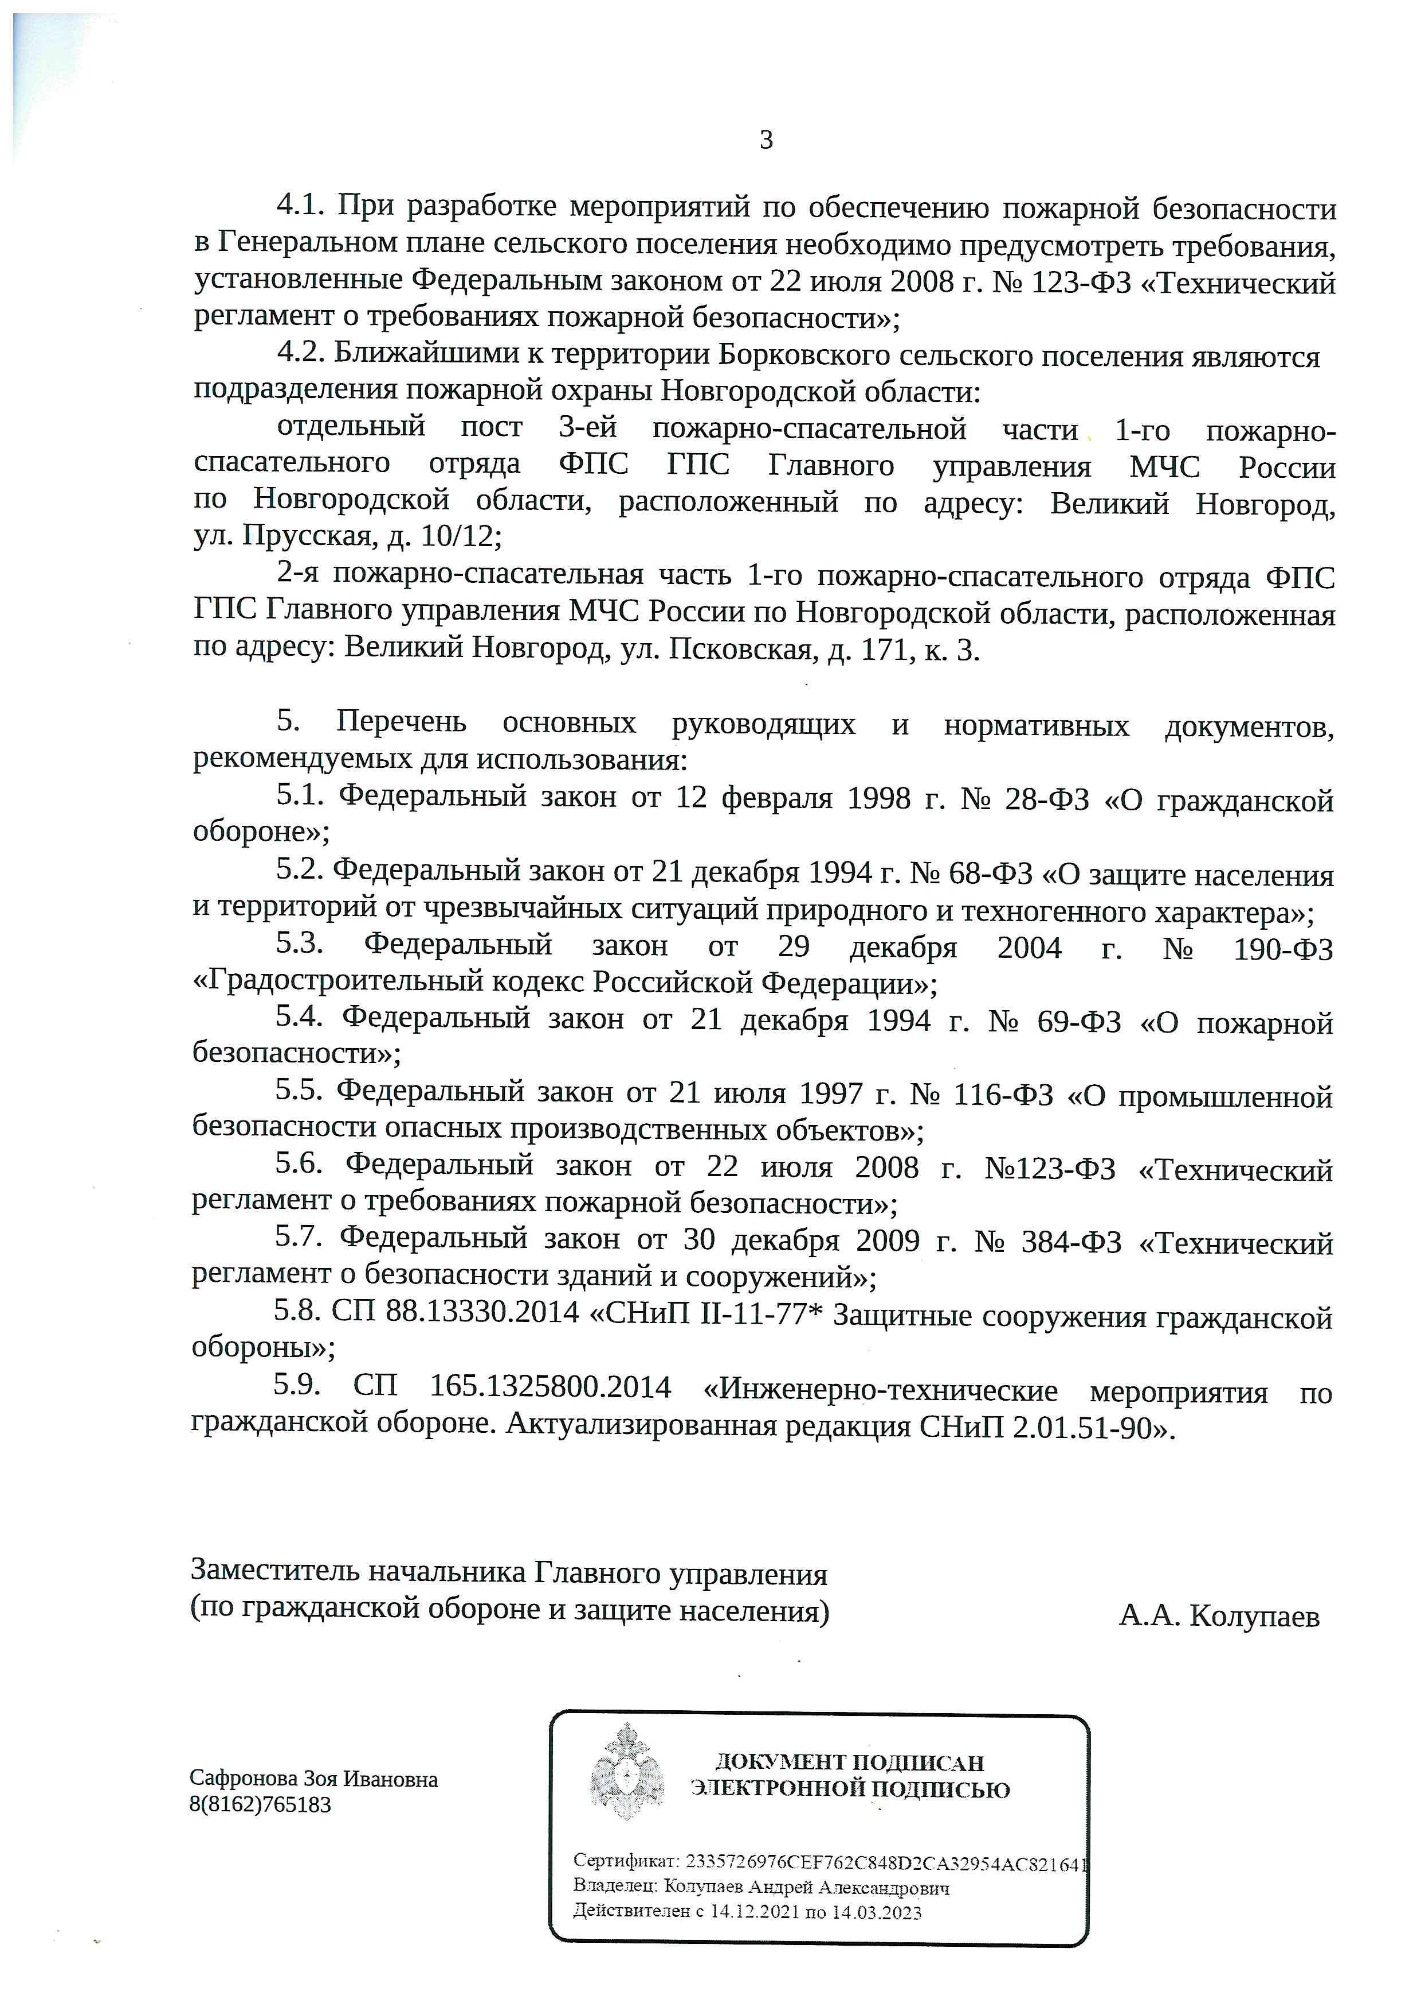 3
4.1. При разработке мероприятий по обеспечению пожарной безопасности
в Генеральном плане сельского поселения необходимо предусмотреть требования,
установленные Федеральным законом от 22 июля 2008 г. № 123-ФЗ «Технический
регламент о требованиях пожарной безопасности»;
4.2. Ближайшими к территории Борковского сельского поселения являются
подразделения пожарной охраны Новгородской области:
отдельный пост 3-ей пожарно-спасательной части 1-го пожарно-
спасательного отряда ФПС ГПС Главного управления МЧС России
по Новгородской области, расположенный по адресу: Великий Новгород,
ул. Прусская, д. 10/12;
2-я пожарно-спасательная часть 1-го пожарно-спасательного отряда ФПС
ГПС Главного управления МЧС России по Новгородской области, расположенная
по адресу: Великий Новгород, ул. Псковская, д. 171, к. 3.
5. Перечень основных руководящих и нормативных документов,
рекомендуемых для использования:
5.1. Федеральный закон от 12 февраля 1998 г. № 28-ФЗ «О гражданской
обороне»;
5.2. Федеральный закон от 21 декабря 1994 г. № 68-ФЗ «О защите населения
и территорий от чрезвычайных ситуаций природного и техногенного характера»;
5.3. Федеральный закон от 29 декабря 2004 г. № 190-ФЗ
«Градостроительный кодекс Российской Федерации»;
5.4. Федеральный закон от 21 декабря 1994 г. № 69-ФЗ «О пожарной
безопасности»;
5.5. Федеральный закон от 21 июля 1997 г. № 116-ФЗ «О промышленной
безопасности опасных производственных объектов»;
5.6. Федеральный закон от 22 июля 2008 г. №123-ФЗ «Технический
регламент о требованиях пожарной безопасности»;
5.7. Федеральный закон от 30 декабря 2009 г. № 384-ФЗ «Технический
регламент о безопасности зданий и сооружений»;
5.8. СП 88.13330.2014 «СНиП II-11-77* Защитные сооружения гражданской
обороны»;
5.9. СП 165.1325800.2014 «Инженерно-технические мероприятия по
гражданской обороне. Актуализированная редакция СНиП 2.01.51-90».
Заместитель начальника Главного управления
(по гражданской обороне и защите населения) А.А. Колупаев
Сафронова Зоя Ивановна
8(8162)765183
ДОКУМЕНТ ПОДПИСАН
ЭЛЕКТРОННОЙ ПОДПИСЬЮ
Сертификат: 2335726976CEF762C848D2CA32954AC821641
Владелец: Колупаев Андрей Александрович
Действителен с 14.12.2021 по 14.03.2023